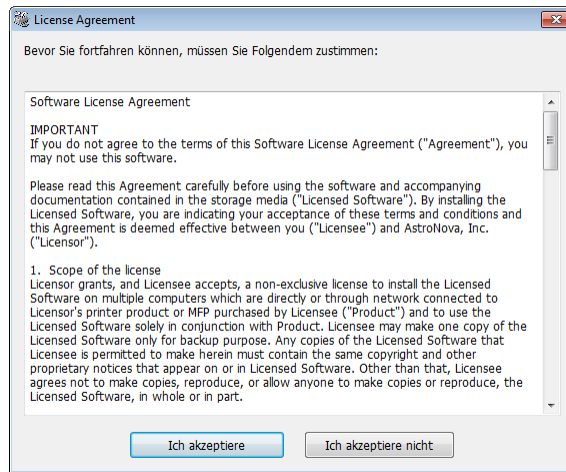 License Agreement
Bevor Sie fortfahren können, müssen Sie Folgendem zustimmen:
Software License Agreement
IMPORTANT
If you do not agree to the terms of this Software License Agreement ("Agreement"), you
may not use this software.
Please read this Agreement carefully before using the software and accompanying
documentation contained in the storage media ("Licensed Software"). By installing the
Licensed Software, you are indicating your acceptance of these terms and conditions and
this Agreement is deemed effective between you ("Licensee") and AstroNova, Inc.
("Licensor").
1. Scope of the license
Licensor grants, and Licensee accepts, a non-exclusive license to install the Licensed
Software on multiple computers which are directly or through network connected to
Licensor's printer product or MFP purchased by Licensee ("Product") and to use the
Licensed Software solely in conjunction with Product. Licensee may make one copy of the
Licensed Software only for backup purpose. Any copies of the Licensed Software that
Licensee is permitted to make herein must contain the same copyright and other
proprietary notices that appear on or in Licensed Software. Other than that, Licensee
agrees not to make copies, reproduce, or allow anyone to make copies or reproduce, the
Licensed Software, in whole or in part.
Ich akzeptiere
Ich akzeptiere nicht